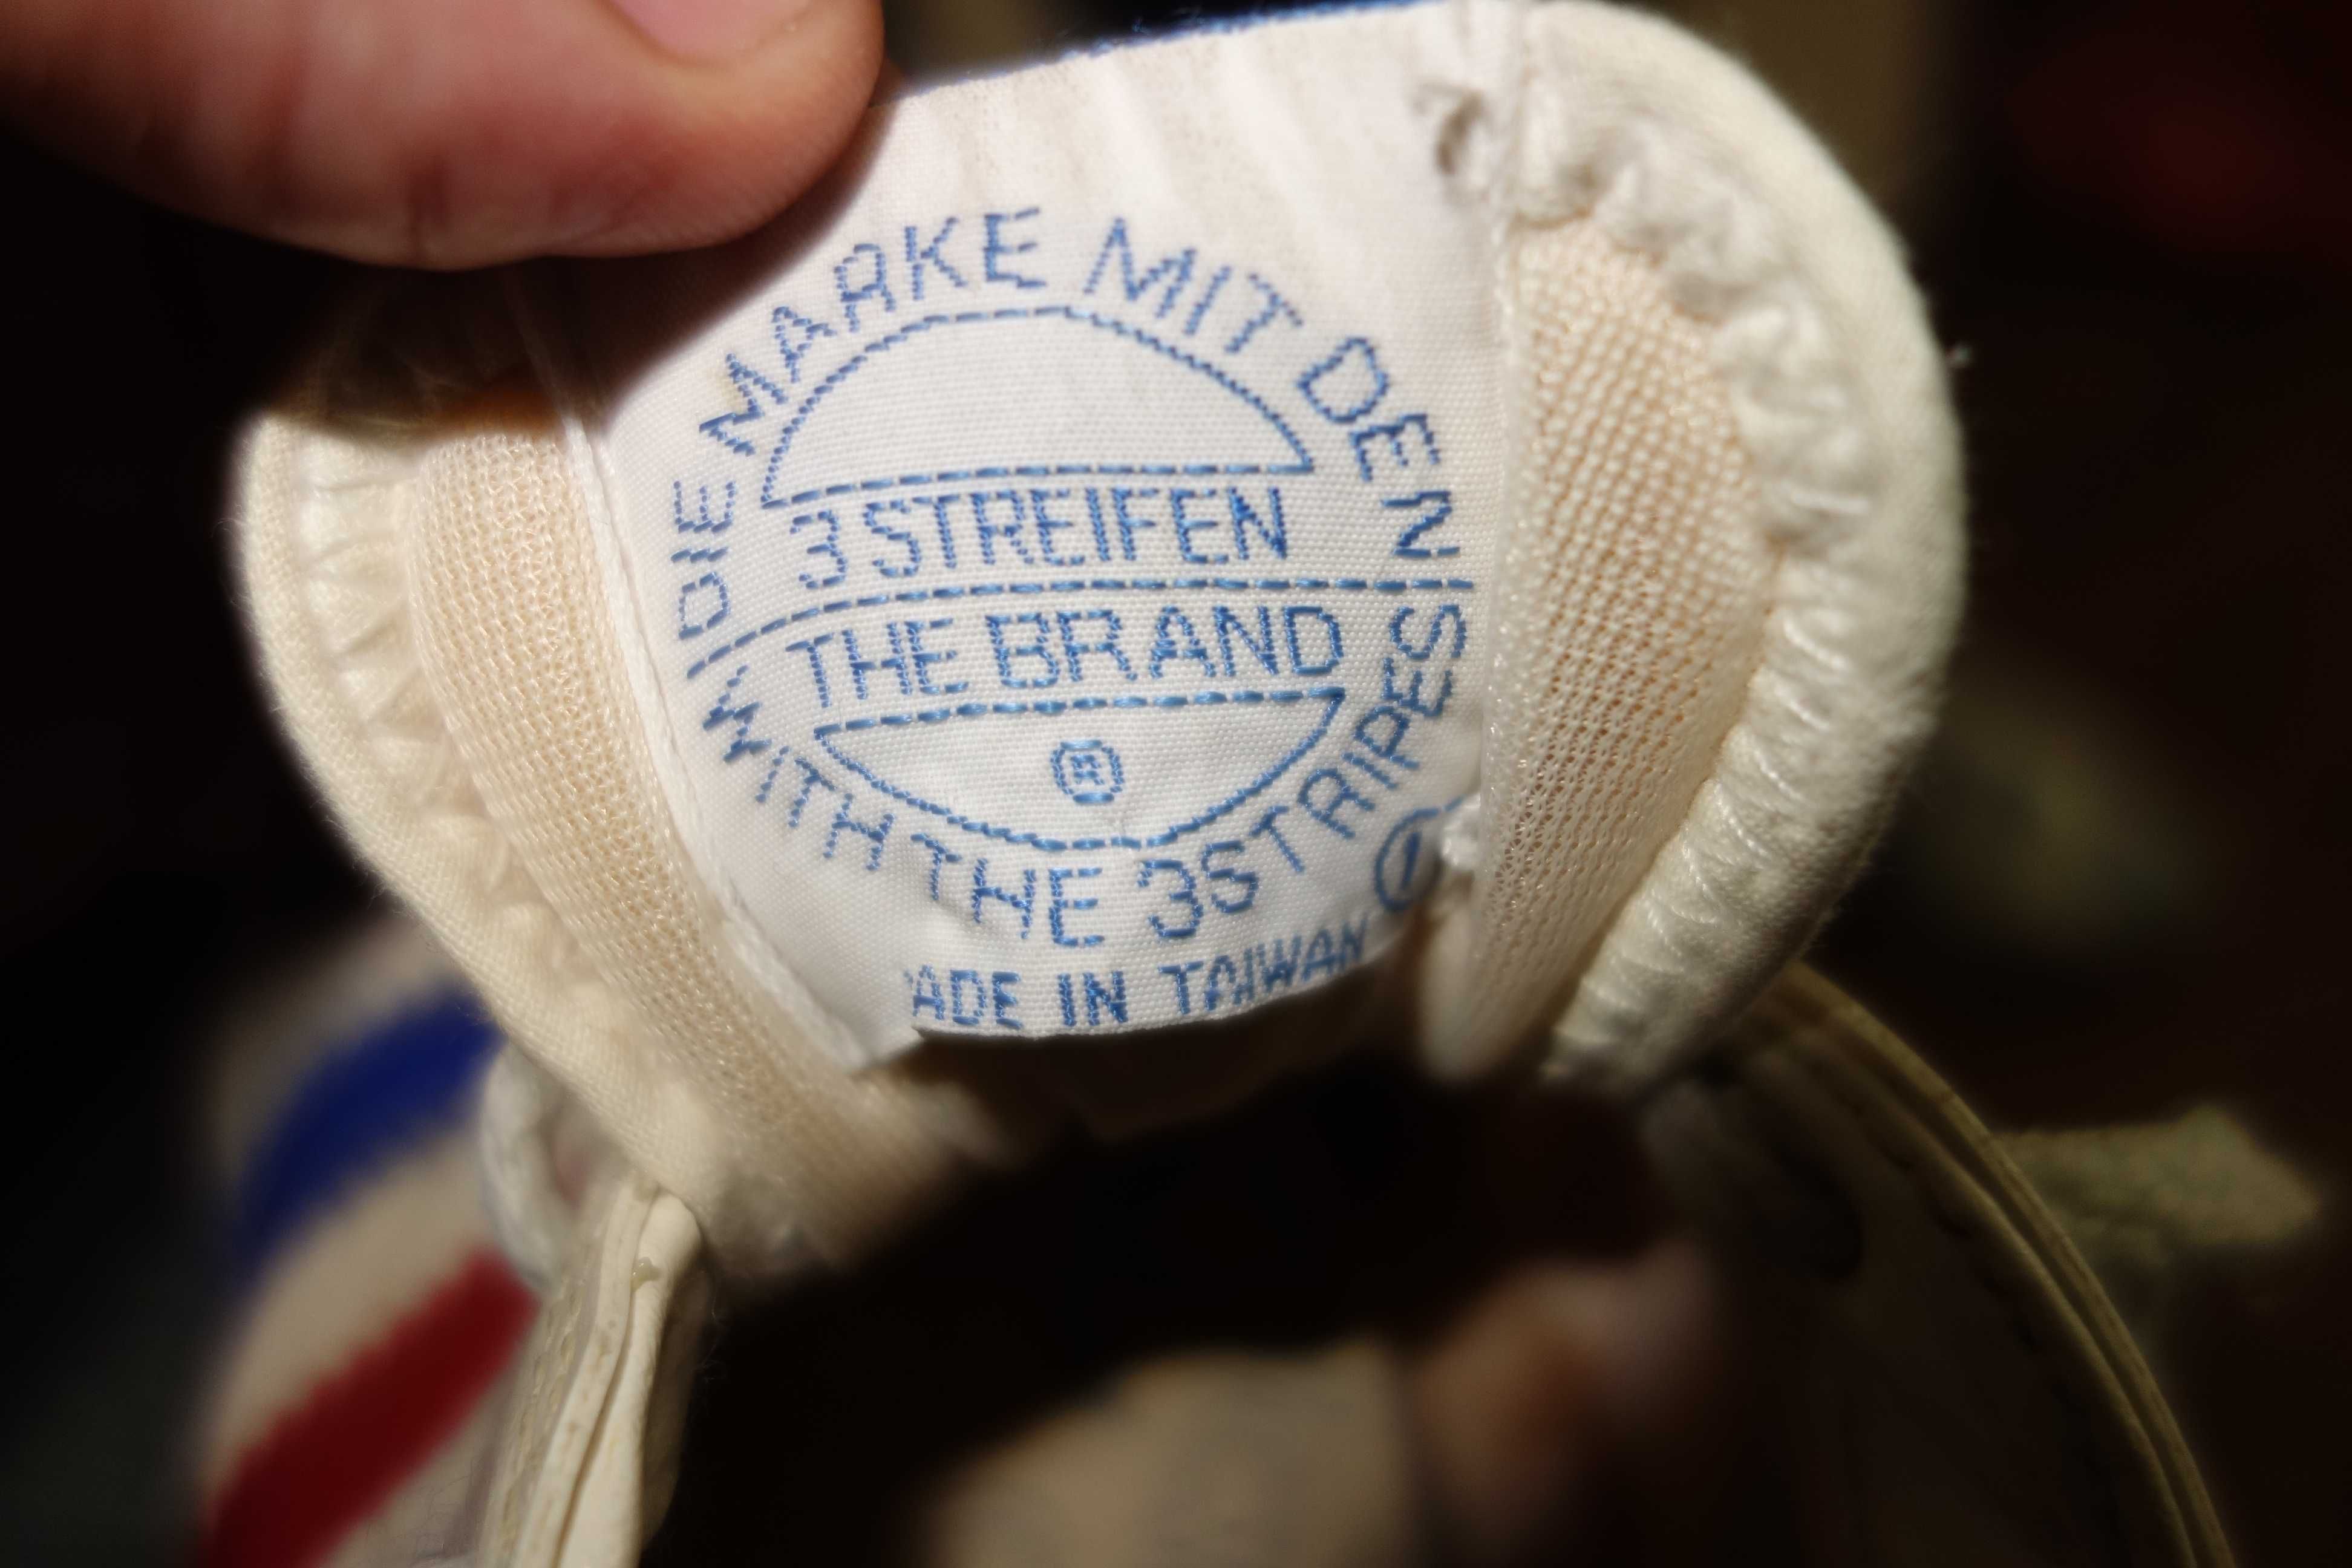 DIE MARKE MIT DEN
3 STREIFEN
THE BRAND
®
WITH THE 3 STRIPES
ADE IN TAIWAN